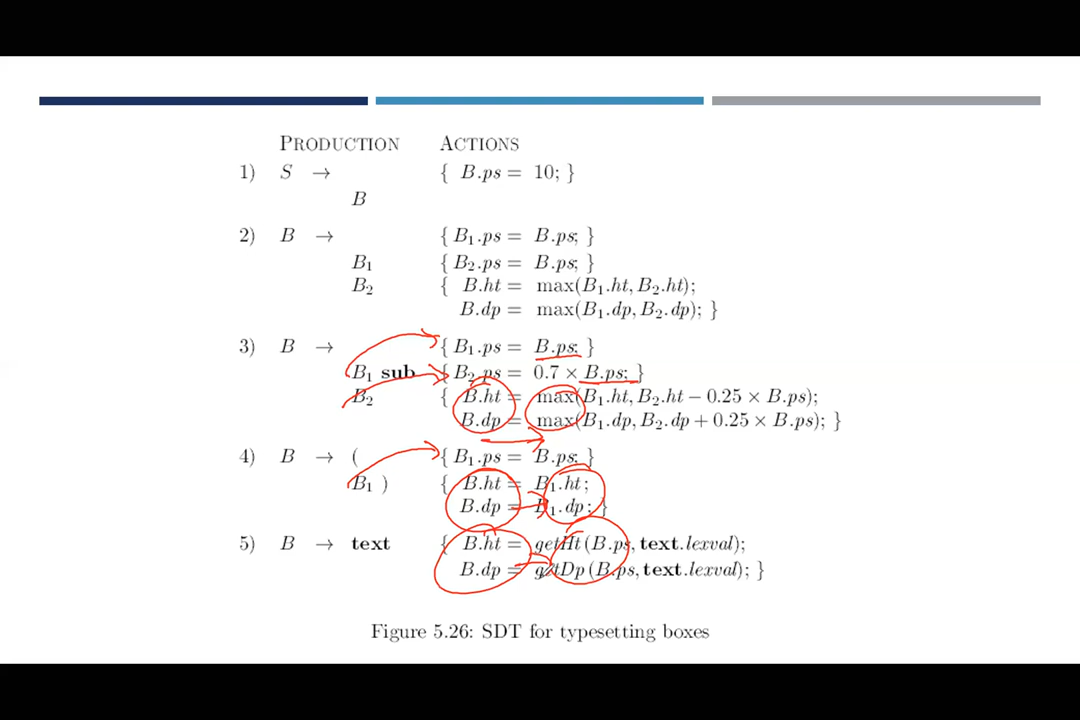 PRODUCTION ACTIONS
1) S → { B.ps = 10; }
B
2) B → { B₁.ps = B.ps; }
B₁ { B₂.ps = B.ps; }
B₂ { B.ht = max(B₁.ht, B₂.ht);
B.dp = max(B₁.dp, B₂.dp); }
3) B → { B₁.ps = B.ps; }
B₁ sub { B₂.ps = 0.7 × B.ps; }
B₂ { B.ht = max(B₁.ht, B₂.ht − 0.25 × B.ps);
B.dp = max(B₁.dp, B₂.dp + 0.25 × B.ps); }
4) B → ( { B₁.ps = B.ps; }
B₁ ) { B.ht = B₁.ht;
B.dp = B₁.dp; }
5) B → text { B.ht = getHt(B.ps, text.lexval);
B.dp = getDp(B.ps, text.lexval); }
Figure 5.26: SDT for typesetting boxes